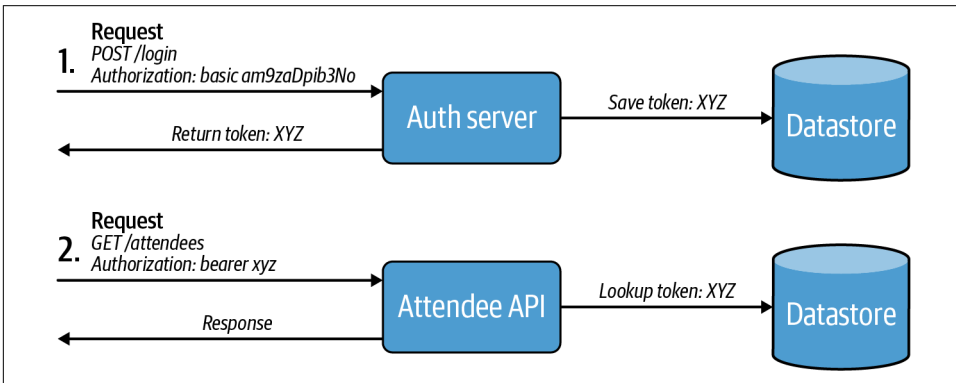 Request
1. POST /login
Authorization: basic am9zaDpib3No
Auth server
Save token: XYZ
Datastore
Return token: XYZ
Request
2. GET /attendees
Authorization: bearer xyz
Attendee API
Lookup token: XYZ
Datastore
Response